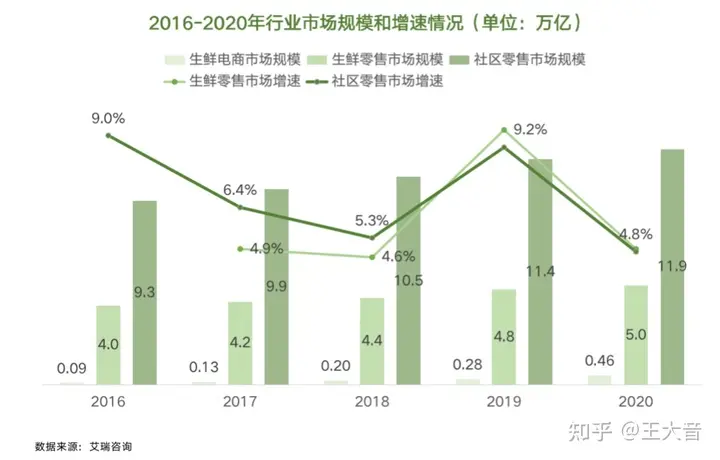 2016-2020年行业市场规模和增速情况（单位：万亿）
生鲜电商市场规模 生鲜零售市场规模 社区零售市场规模
生鲜零售市场增速 社区零售市场增速
9.0%
9.2%
6.4%
5.3%
4.9%
4.6%
4.8%
0.09 4.0 9.3
0.13 4.2 9.9
0.20 4.4 10.5
0.28 4.8 11.4
0.46 5.0 11.9
2016 2017 2018 2019 2020
知乎 @王大音
数据来源：艾瑞咨询